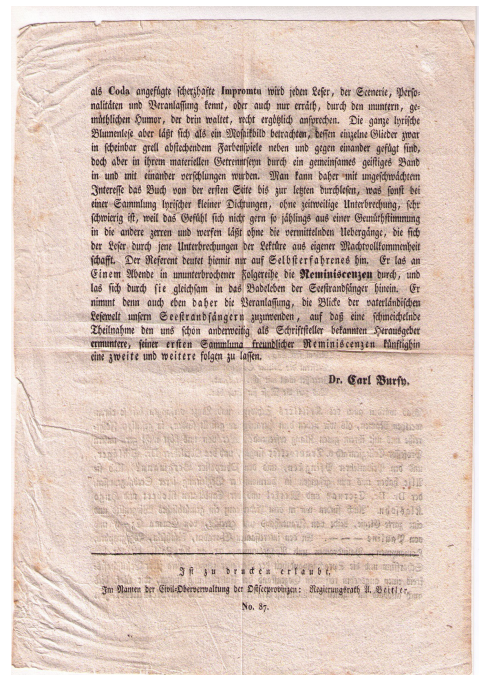 als Coda angefügte scherzhafte Impromtu wird jeden Leser, der Scenerie, Perso-
nalitäten und Veranlassung kennt, oder auch nur erräth, durch den muntern, ge-
müthlichen Humor, der drin waltet, recht ergötzlich ansprechen. Die ganze lyrische
Blumenlese aber läßt sich als ein Mosaikbild betrachten, dessen einzelne Glieder zwar
in scheinbar grell abstechendem Farbenspiele neben und gegen einander gefügt sind,
doch aber in ihrem materiellen Getrenntseyn durch ein gemeinsames geistiges Band
in und mit einander verschlungen wurden. Man kann daher mit ungeschwächtem
Interesse das Buch von der ersten Seite bis zur letzten durchlesen, was sonst bei
einer Sammlung lyrischer kleiner Dichtungen, ohne zeitweilige Unterbrechung, sehr
schwierig ist, weil das Gefühl sich nicht gern so jählings aus einer Gemüthsstimmung
in die andere zerren und werfen läßt ohne die vermittelnden Uebergänge, die sich
der Leser durch jene Unterbrechungen der Lektüre aus eigener Machtvollkommenheit
schafft. Der Referent deutet hiemit nur auf Selbsterfahrenes hin. Er las an
Einem Abende in ununterbrochener Folgereihe die Reminiscenzen durch, und
las sich durch sie gleichsam in das Badeleben der Seestrandsänger hinein. Er
nimmt denn auch eben daher die Veranlassung, die Blicke der vaterländischen
Lesewelt unsern Seestrandsängern zuzuwenden, auf daß eine schmeichelnde
Theilnahme den uns schon anderweitig als Schriftsteller bekannten Herausgeber
ermuntere, seiner ersten Sammlung freundlicher Reminiscenzen künftighin
eine zweite und weitere folgen zu lassen.
Dr. Carl Bursy.
Ist zu drucken erlaubt.
Im Namen der Civil-Oberverwaltung der Ostseeprovinzen: Regierungsrath A. Beitler.
No. 87.